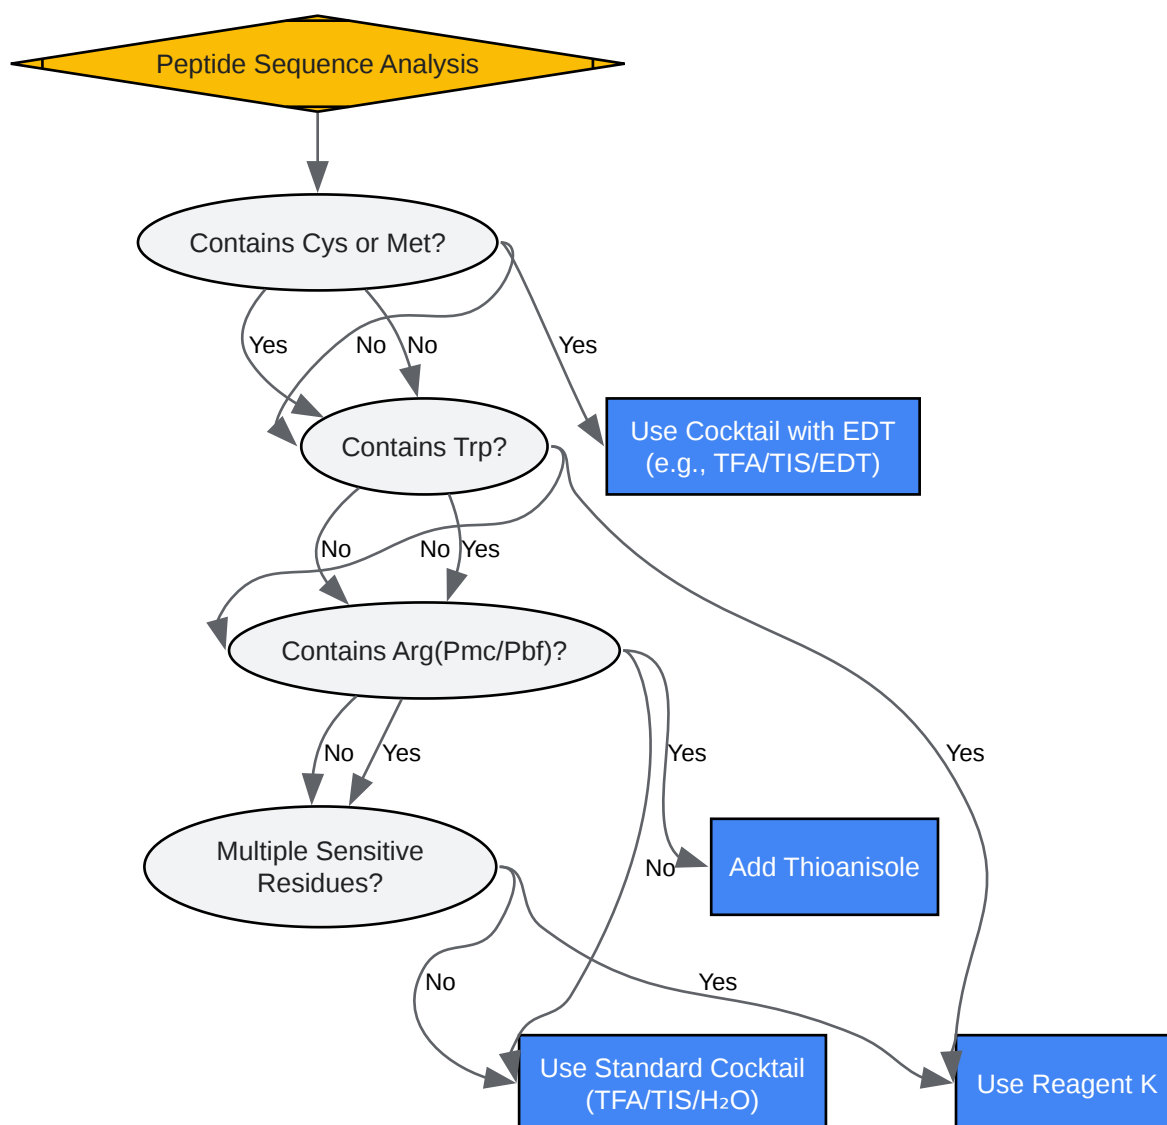 Peptide Sequence Analysis
Contains Cys or Met?
Yes
No
No
Yes
Contains Trp?
Use Cocktail with EDT
(e.g., TFA/TIS/EDT)
No
No
Yes
Contains Arg(Pmc/Pbf)?
No
Yes
Yes
Yes
Multiple Sensitive
Residues?
No
Add Thioanisole
No
Yes
Use Standard Cocktail
(TFA/TIS/H₂O)
Use Reagent K